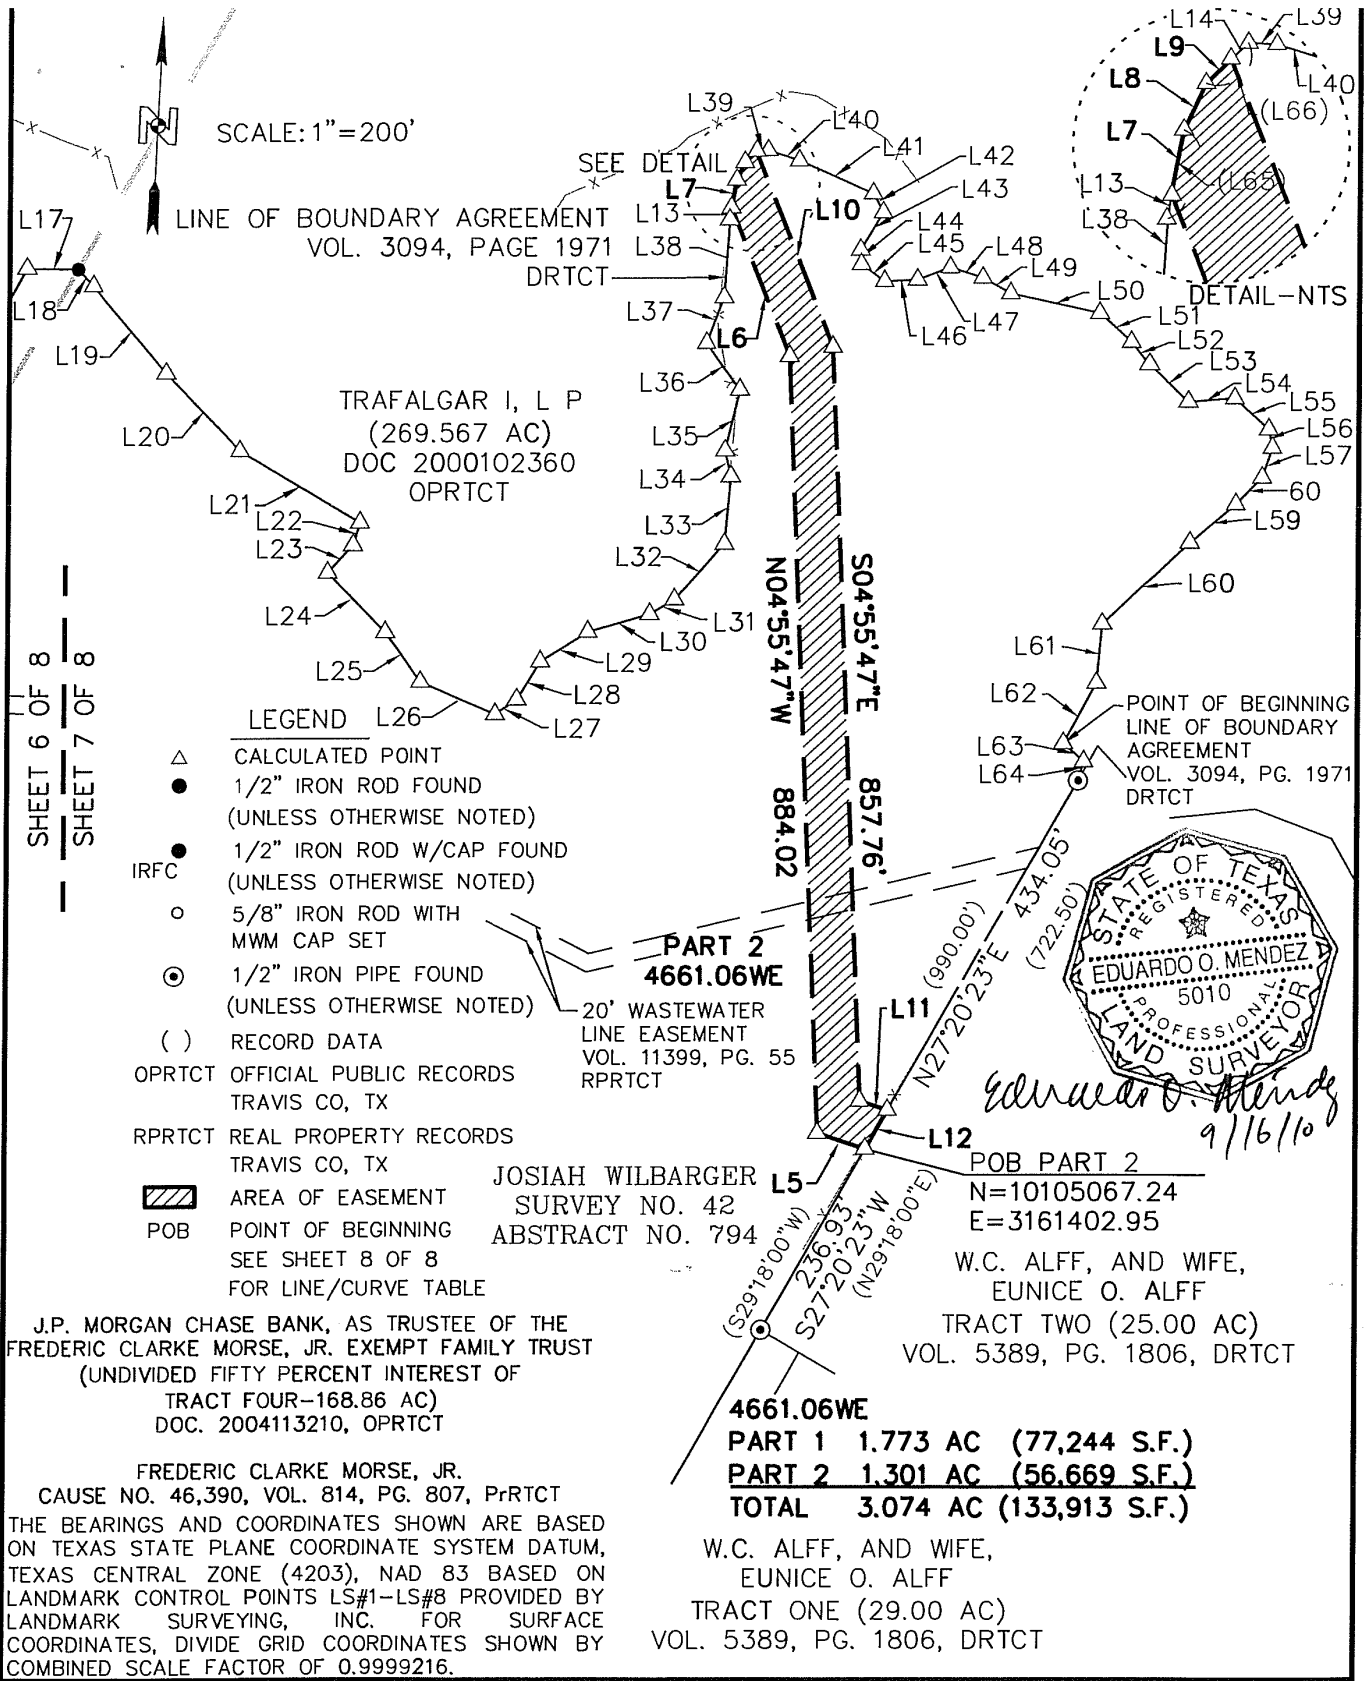 N
SCALE: 1"=200'
LINE OF BOUNDARY AGREEMENT
VOL. 3094, PAGE 1971
DRTCT
SEE DETAIL
L17
L18
L19
L20
L21
L22
L23
L24
L25
L26
L27
L28
L29
L30
L31
L32
L33
L34
L35
L36
L37
L38
L13
L7
L39
L40
L41
L42
L43
L44
L45
L46
L47
L48
L49
L50
L51
L52
L53
L54
L55
L56
L57
60
L59
L60
L61
L62
L63
L64
L10
L6
L14
L39
L9
L40
L8
(L66)
L7
(L65)
L13
L38
DETAIL-NTS
TRAFALGAR I, L P
(269.567 AC)
DOC 2000102360
OPRTCT
N04°55'47"W
884.02
S04°55'47"E
857.76'
SHEET 6 OF 8
SHEET 7 OF 8
POINT OF BEGINNING
LINE OF BOUNDARY
AGREEMENT
VOL. 3094, PG. 1971
DRTCT
LEGEND
CALCULATED POINT
1/2" IRON ROD FOUND
(UNLESS OTHERWISE NOTED)
1/2" IRON ROD W/CAP FOUND
IRFC (UNLESS OTHERWISE NOTED)
5/8" IRON ROD WITH
MWM CAP SET
1/2" IRON PIPE FOUND
(UNLESS OTHERWISE NOTED)
( ) RECORD DATA
OPRTCT OFFICIAL PUBLIC RECORDS
TRAVIS CO, TX
RPRTCT REAL PROPERTY RECORDS
TRAVIS CO, TX
AREA OF EASEMENT
POB POINT OF BEGINNING
SEE SHEET 8 OF 8
FOR LINE/CURVE TABLE
PART 2
4661.06WE
20' WASTEWATER
LINE EASEMENT
VOL. 11399, PG. 55
RPRTCT
(990.00')
N27°20'23"E 434.05'
(722.50')
L11
L12
L5
STATE OF TEXAS
REGISTERED
EDUARDO O. MENDEZ
5010
PROFESSIONAL
LAND SURVEYOR
Eduardo O. Mendez
9/16/10
POB PART 2
N=10105067.24
E=3161402.95
JOSIAH WILBARGER
SURVEY NO. 42
ABSTRACT NO. 794
(S29°18'00"W)
236.93'
S27°20'23"W
(N29°18'00"E)
W.C. ALFF, AND WIFE,
EUNICE O. ALFF
TRACT TWO (25.00 AC)
VOL. 5389, PG. 1806, DRTCT
J.P. MORGAN CHASE BANK, AS TRUSTEE OF THE
FREDERIC CLARKE MORSE, JR. EXEMPT FAMILY TRUST
(UNDIVIDED FIFTY PERCENT INTEREST OF
TRACT FOUR-168.86 AC)
DOC. 2004113210, OPRTCT
FREDERIC CLARKE MORSE, JR.
CAUSE NO. 46,390, VOL. 814, PG. 807, PrRTCT
THE BEARINGS AND COORDINATES SHOWN ARE BASED
ON TEXAS STATE PLANE COORDINATE SYSTEM DATUM,
TEXAS CENTRAL ZONE (4203), NAD 83 BASED ON
LANDMARK CONTROL POINTS LS#1-LS#8 PROVIDED BY
LANDMARK SURVEYING, INC. FOR SURFACE
COORDINATES, DIVIDE GRID COORDINATES SHOWN BY
COMBINED SCALE FACTOR OF 0.9999216.
4661.06WE
PART 1 1.773 AC (77,244 S.F.)
PART 2 1.301 AC (56,669 S.F.)
TOTAL 3.074 AC (133,913 S.F.)
W.C. ALFF, AND WIFE,
EUNICE O. ALFF
TRACT ONE (29.00 AC)
VOL. 5389, PG. 1806, DRTCT